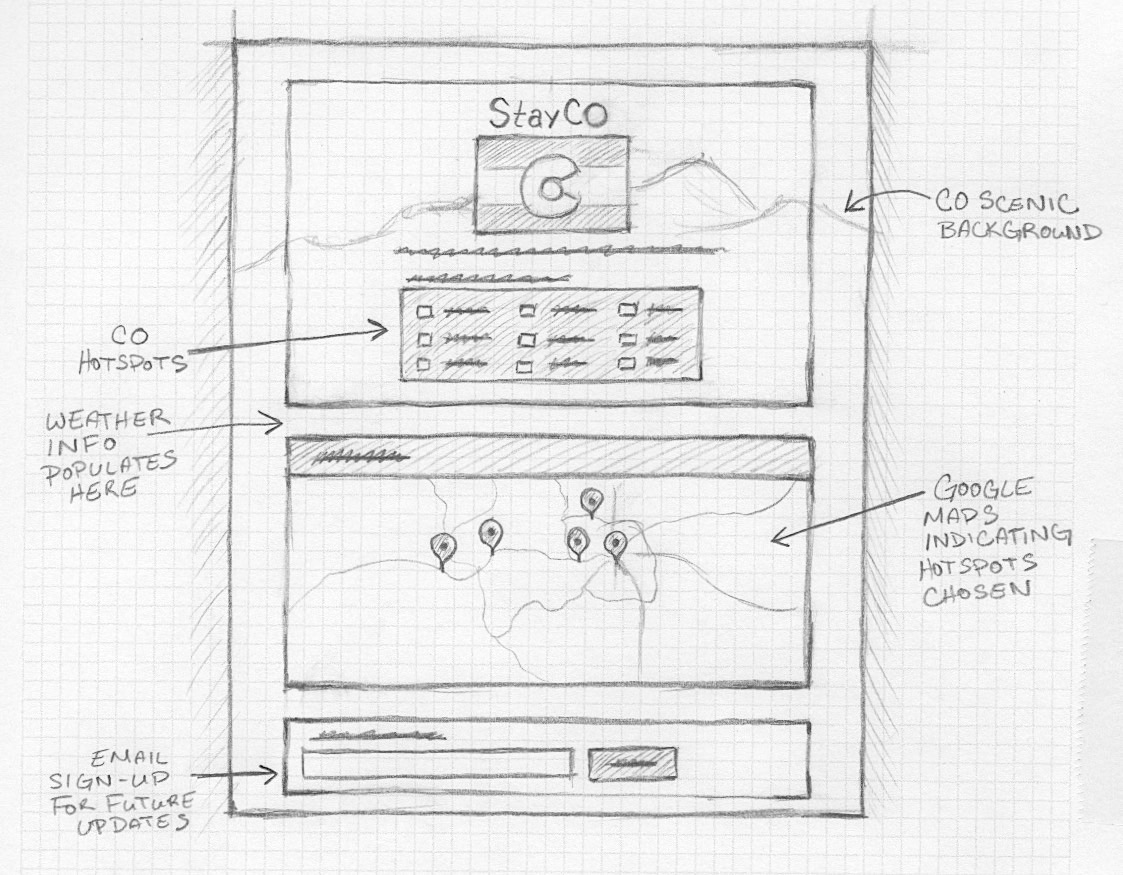 StayCO
C
CO SCENIC
BACKGROUND
CO
HOTSPOTS
WEATHER
INFO
POPULATES
HERE
GOOGLE
MAPS
INDICATING
HOTSPOTS
CHOSEN
EMAIL
SIGN-UP
FOR FUTURE
UPDATES